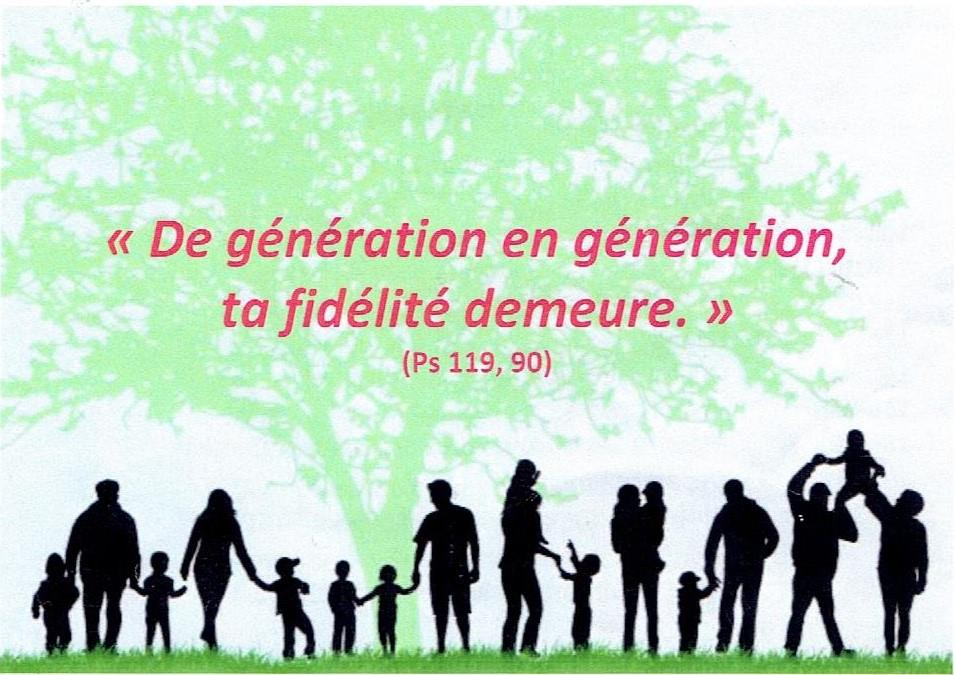 « De génération en génération,
ta fidélité demeure. »
(Ps 119, 90)